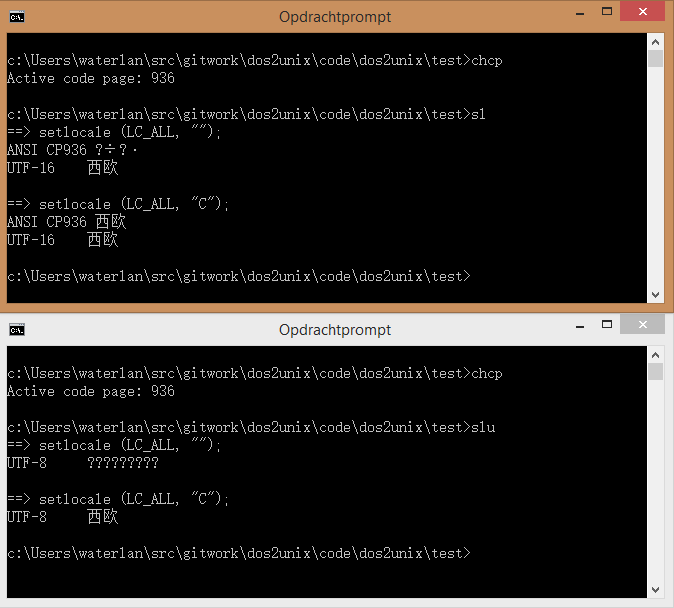 Opdrachtprompt
c:\Users\waterlan\src\gitwork\dos2unix\code\dos2unix\test>chcp
Active code page: 936
c:\Users\waterlan\src\gitwork\dos2unix\code\dos2unix\test>sl
==> setlocale (LC_ALL, "");
ANSI CP936 ?÷?·
UTF-16    西欧
==> setlocale (LC_ALL, "C");
ANSI CP936 西欧
UTF-16    西欧
c:\Users\waterlan\src\gitwork\dos2unix\code\dos2unix\test>
Opdrachtprompt
c:\Users\waterlan\src\gitwork\dos2unix\code\dos2unix\test>chcp
Active code page: 936
c:\Users\waterlan\src\gitwork\dos2unix\code\dos2unix\test>slu
==> setlocale (LC_ALL, "");
UTF-8     ?????????
==> setlocale (LC_ALL, "C");
UTF-8     西欧
c:\Users\waterlan\src\gitwork\dos2unix\code\dos2unix\test>